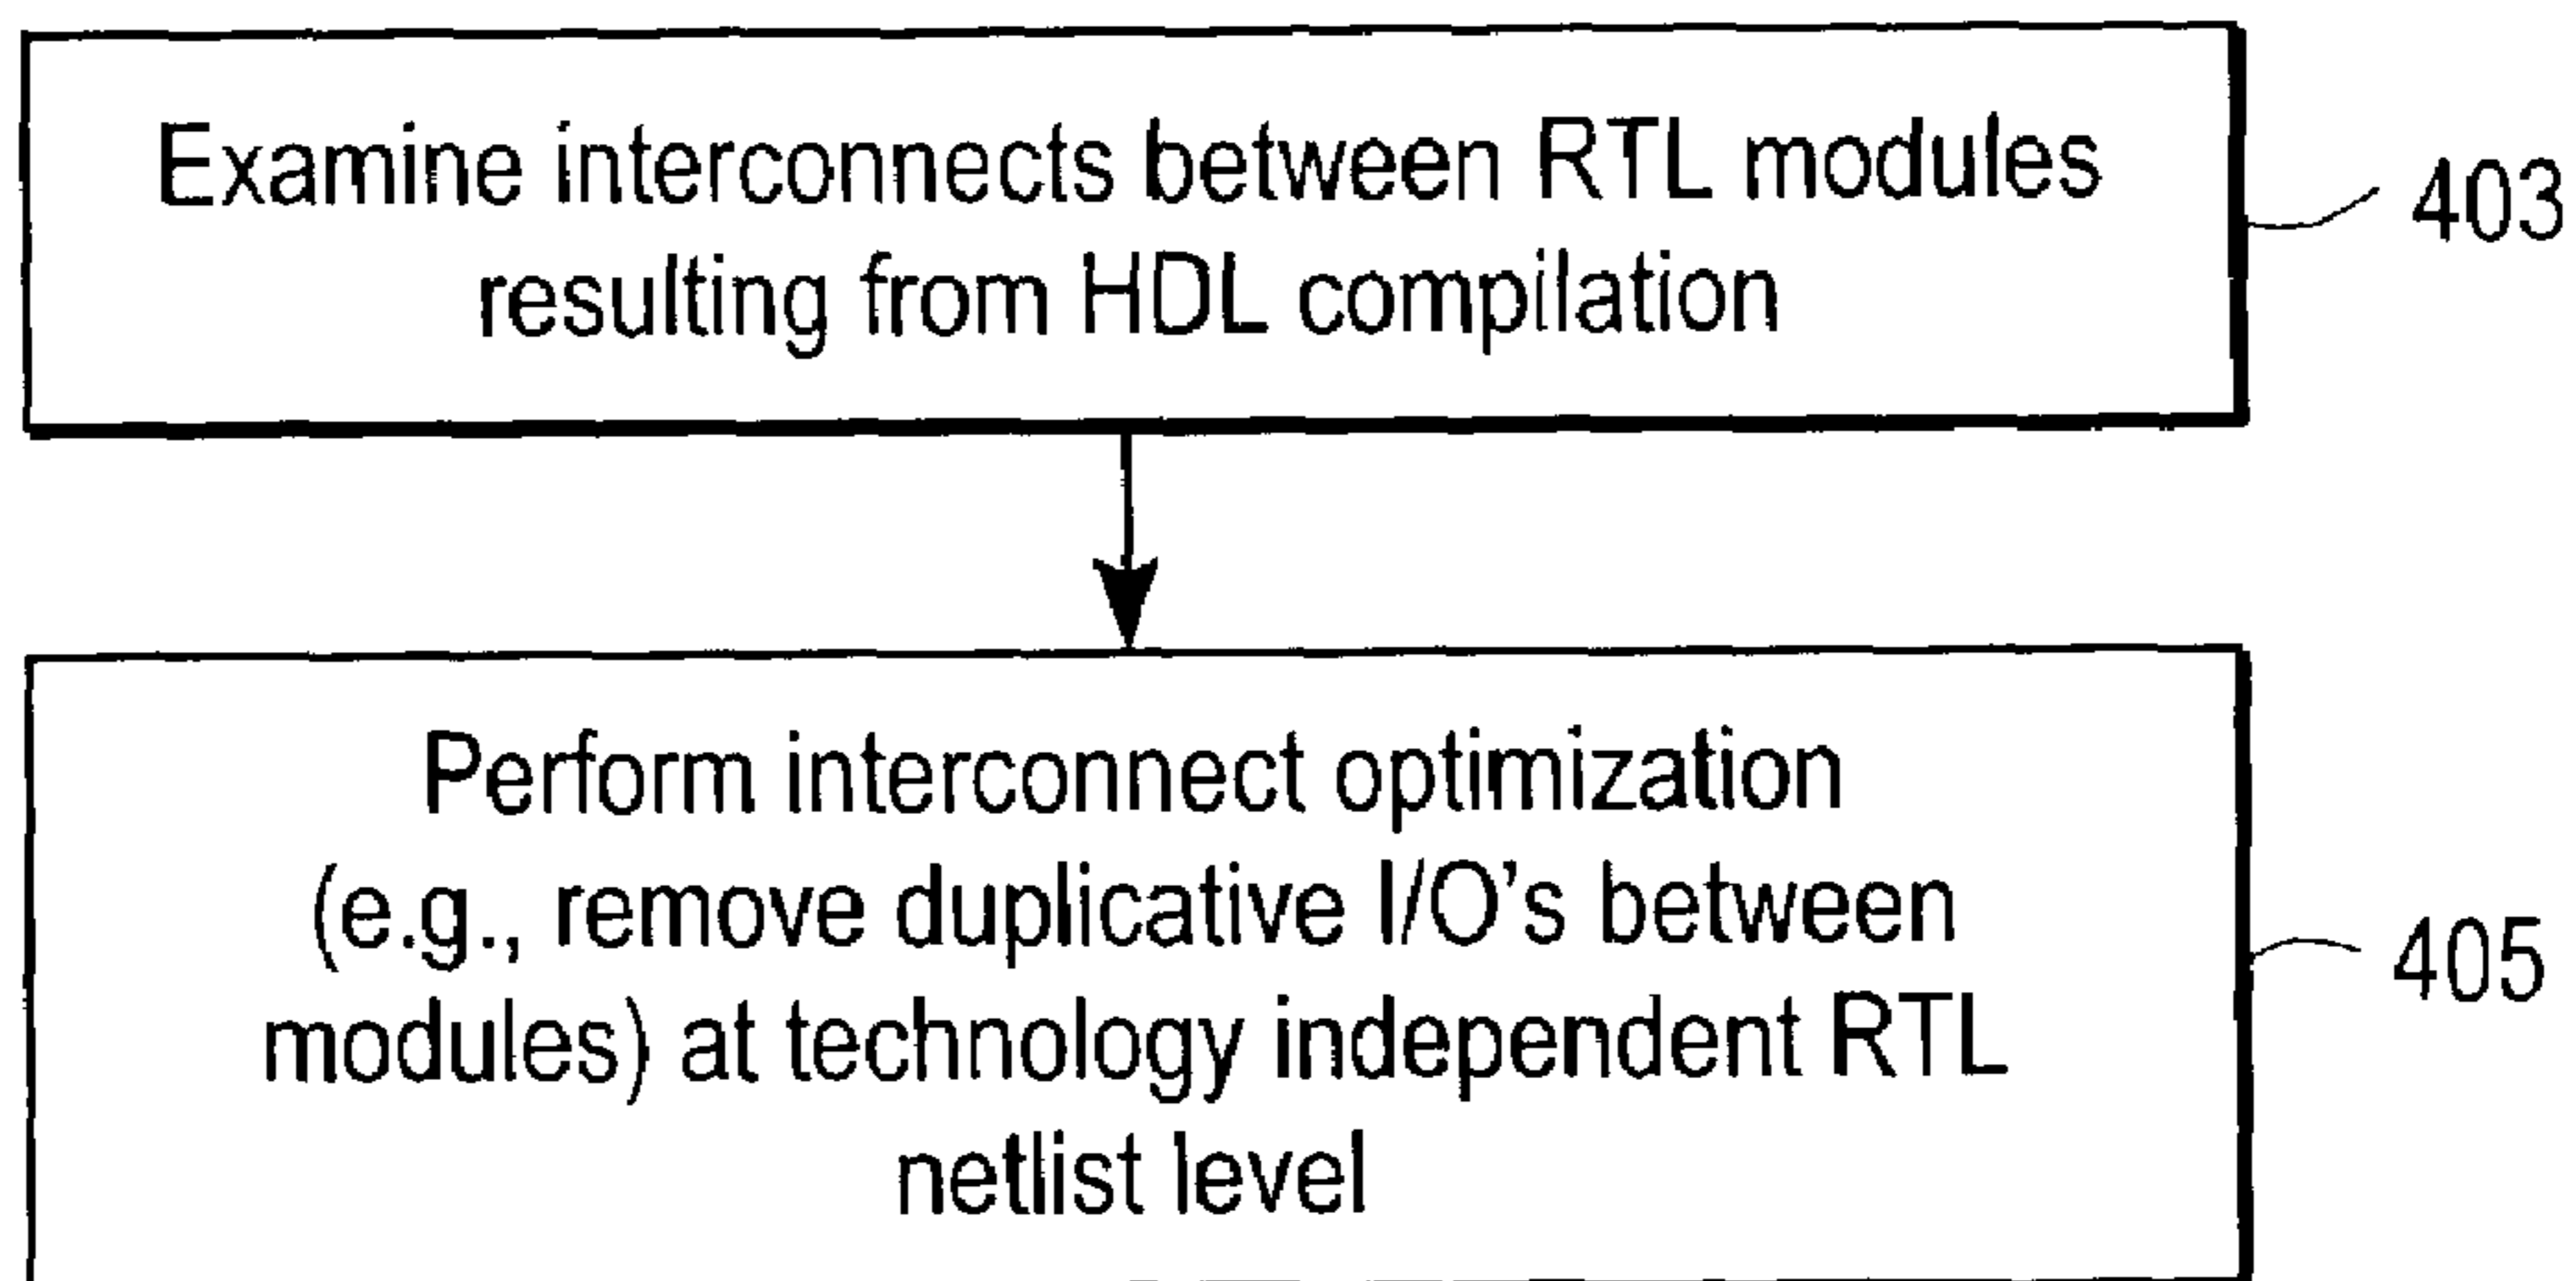 Examine interconnects between RTL modules
resulting from HDL compilation
403
Perform interconnect optimization
(e.g., remove duplicative I/O's between
modules) at technology independent RTL
netlist level
405